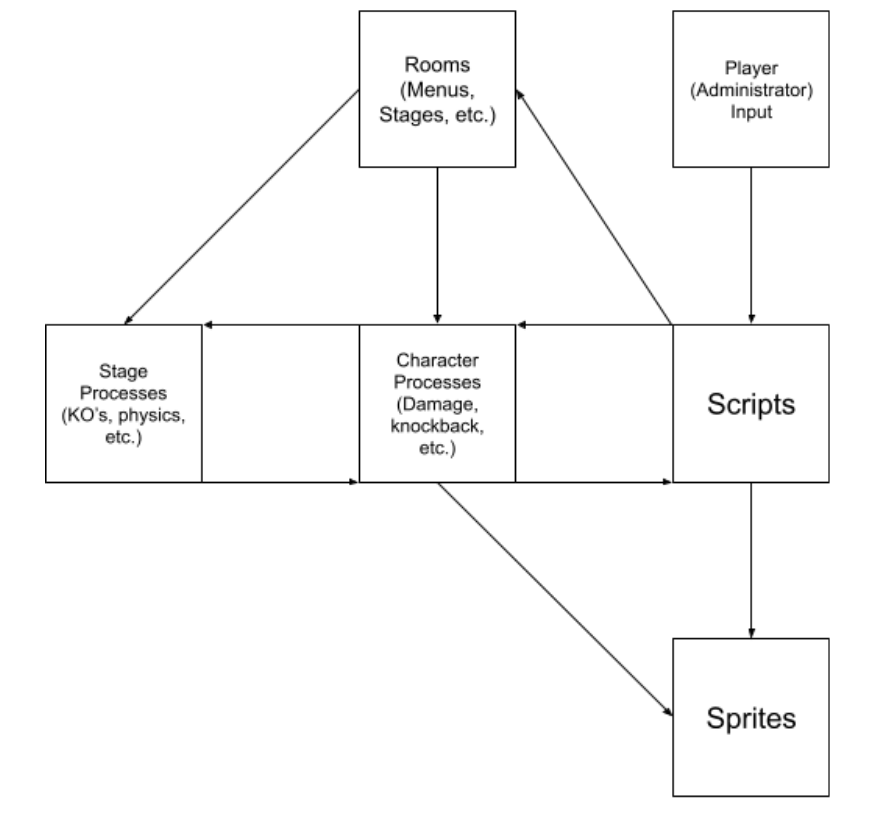 Rooms
(Menus,
Stages, etc.)
Player
(Administrator)
Input
Stage
Processes
(KO's, physics,
etc.)
Character
Processes
(Damage,
knockback,
etc.)
Scripts
Sprites